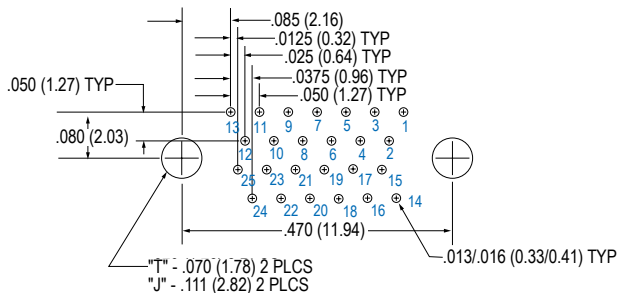 .085 (2.16)
.0125 (0.32) TYP
.025 (0.64) TYP
.0375 (0.96) TYP
.050 (1.27) TYP
.050 (1.27) TYP
.080 (2.03)
13 11 9 7 5 3 1
12 10 8 6 4 2
25 23 21 19 17 15
24 22 20 18 16 14
.470 (11.94)
.013/.016 (0.33/0.41) TYP
"T" - .070 (1.78) 2 PLCS
"J" - .111 (2.82) 2 PLCS